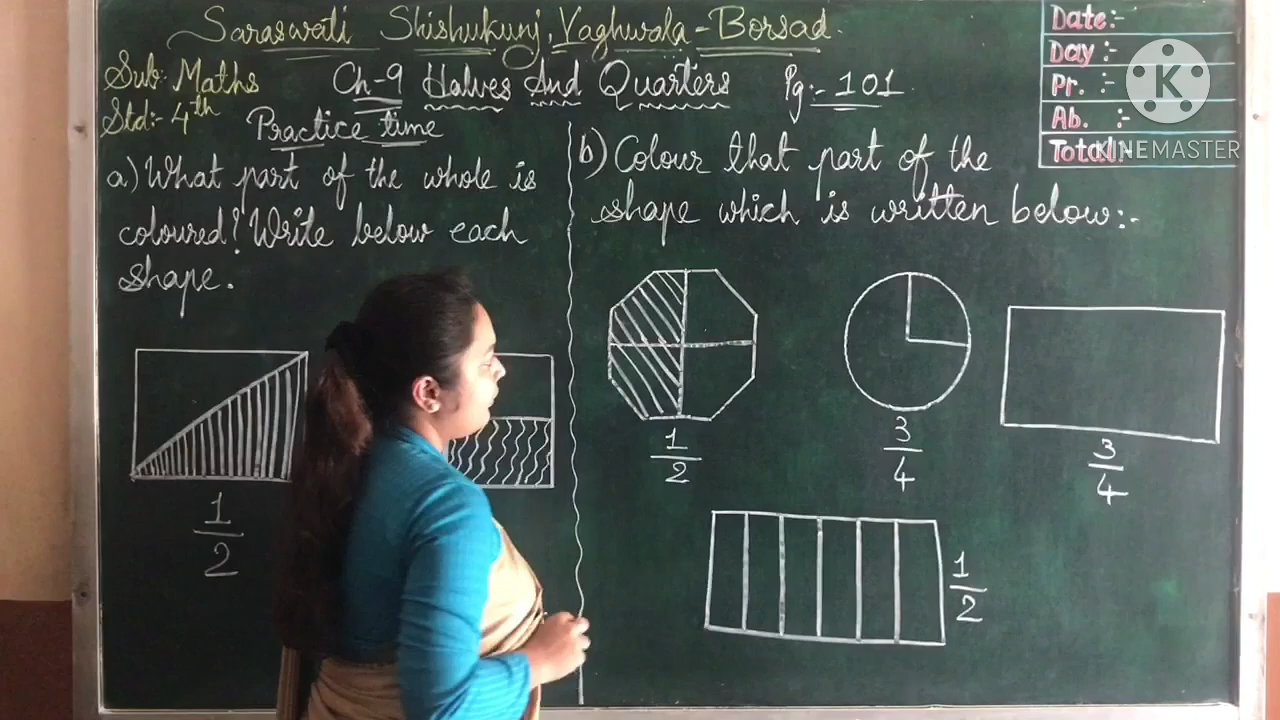 Saraswati Shishukunj, Vaghwala - Borsad.
Sub: Maths
Std:- 4th
Ch-9 Halves And Quarters
Pg:- 101.
Practice time
a) What part of the whole is
coloured? Write below each
shape.
1
2
b) Colour that part of the
shape which is written below:-
1
2
3
4
3
4
1
2
Date:-
Day :-
Pr. :-
Ab. :-
Total:-
K
KINEMASTER